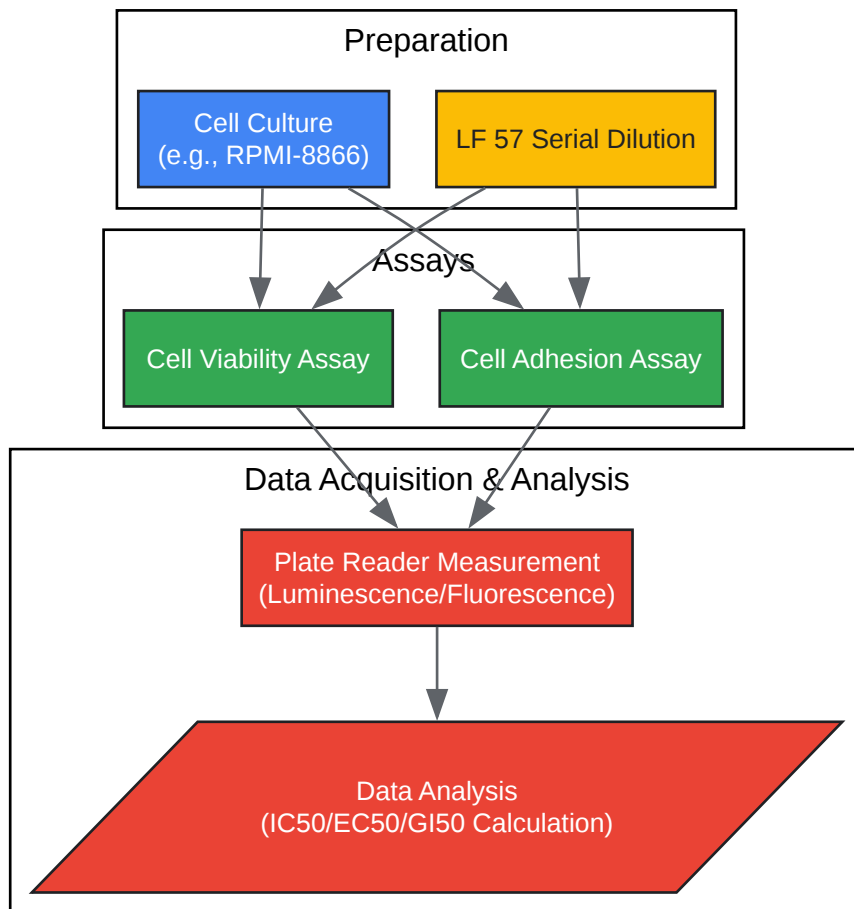 Preparation
Cell Culture
(e.g., RPMI-8866)
LF 57 Serial Dilution
Assays
Cell Viability Assay
Cell Adhesion Assay
Data Acquisition & Analysis
Plate Reader Measurement
(Luminescence/Fluorescence)
Data Analysis
(IC50/EC50/GI50 Calculation)